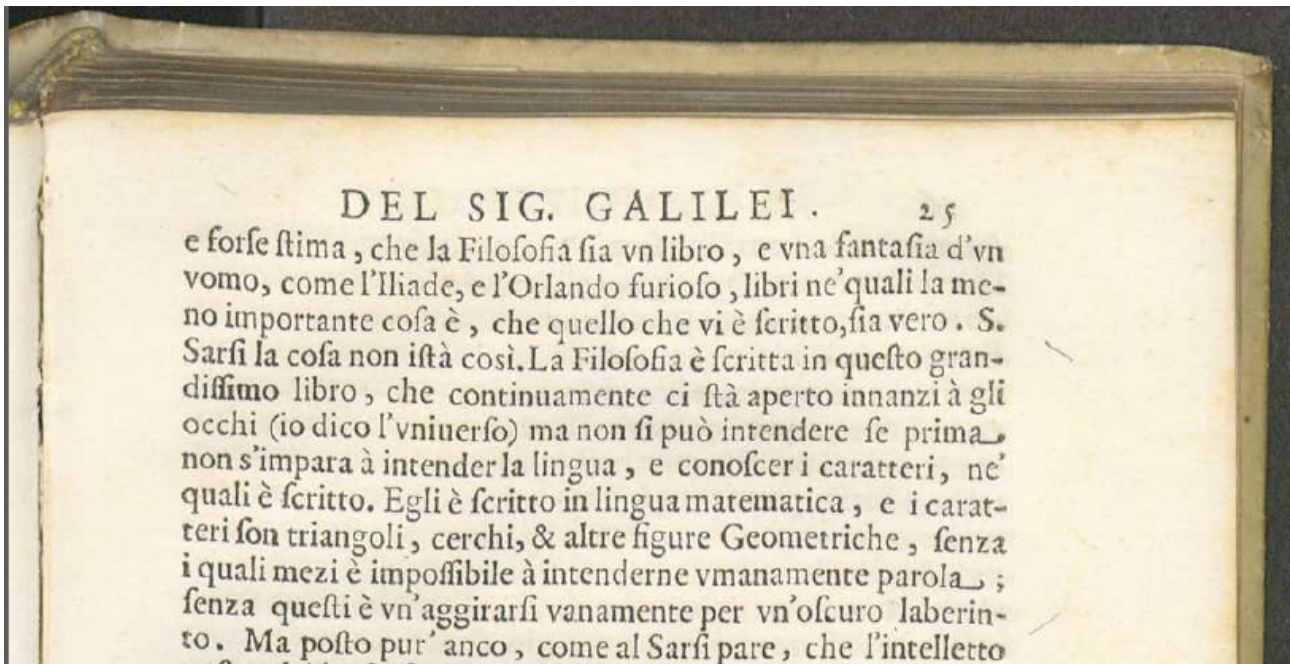 DEL SIG. GALILEI. 25
e forſe ſtima, che la Filoſofia ſia vn libro, e vna fantaſia d'vn
vomo, come l'Iliade, e l'Orlando furioſo, libri ne'quali la me-
no importante coſa è, che quello che vi è ſcritto, ſia vero. S.
Sarſi la coſa non iſtà così. La Filoſofia è ſcritta in queſto gran-
diſſimo libro, che continuamente ci ſtà aperto innanzi à gli
occhi (io dico l'vniuerſo) ma non ſi può intendere ſe prima
non s'impara à intender la lingua, e conoſcer i caratteri, ne'
quali è ſcritto. Egli è ſcritto in lingua matematica, e i carat-
teri ſon triangoli, cerchi, & altre figure Geometriche, ſenza
i quali mezi è impoſſibile à intenderne vmanamente parola;
ſenza queſti è vn'aggirarſi vanamente per vn'oſcuro laberin-
to. Ma poſto pur' anco, come al Sarſi pare, che l'intelletto